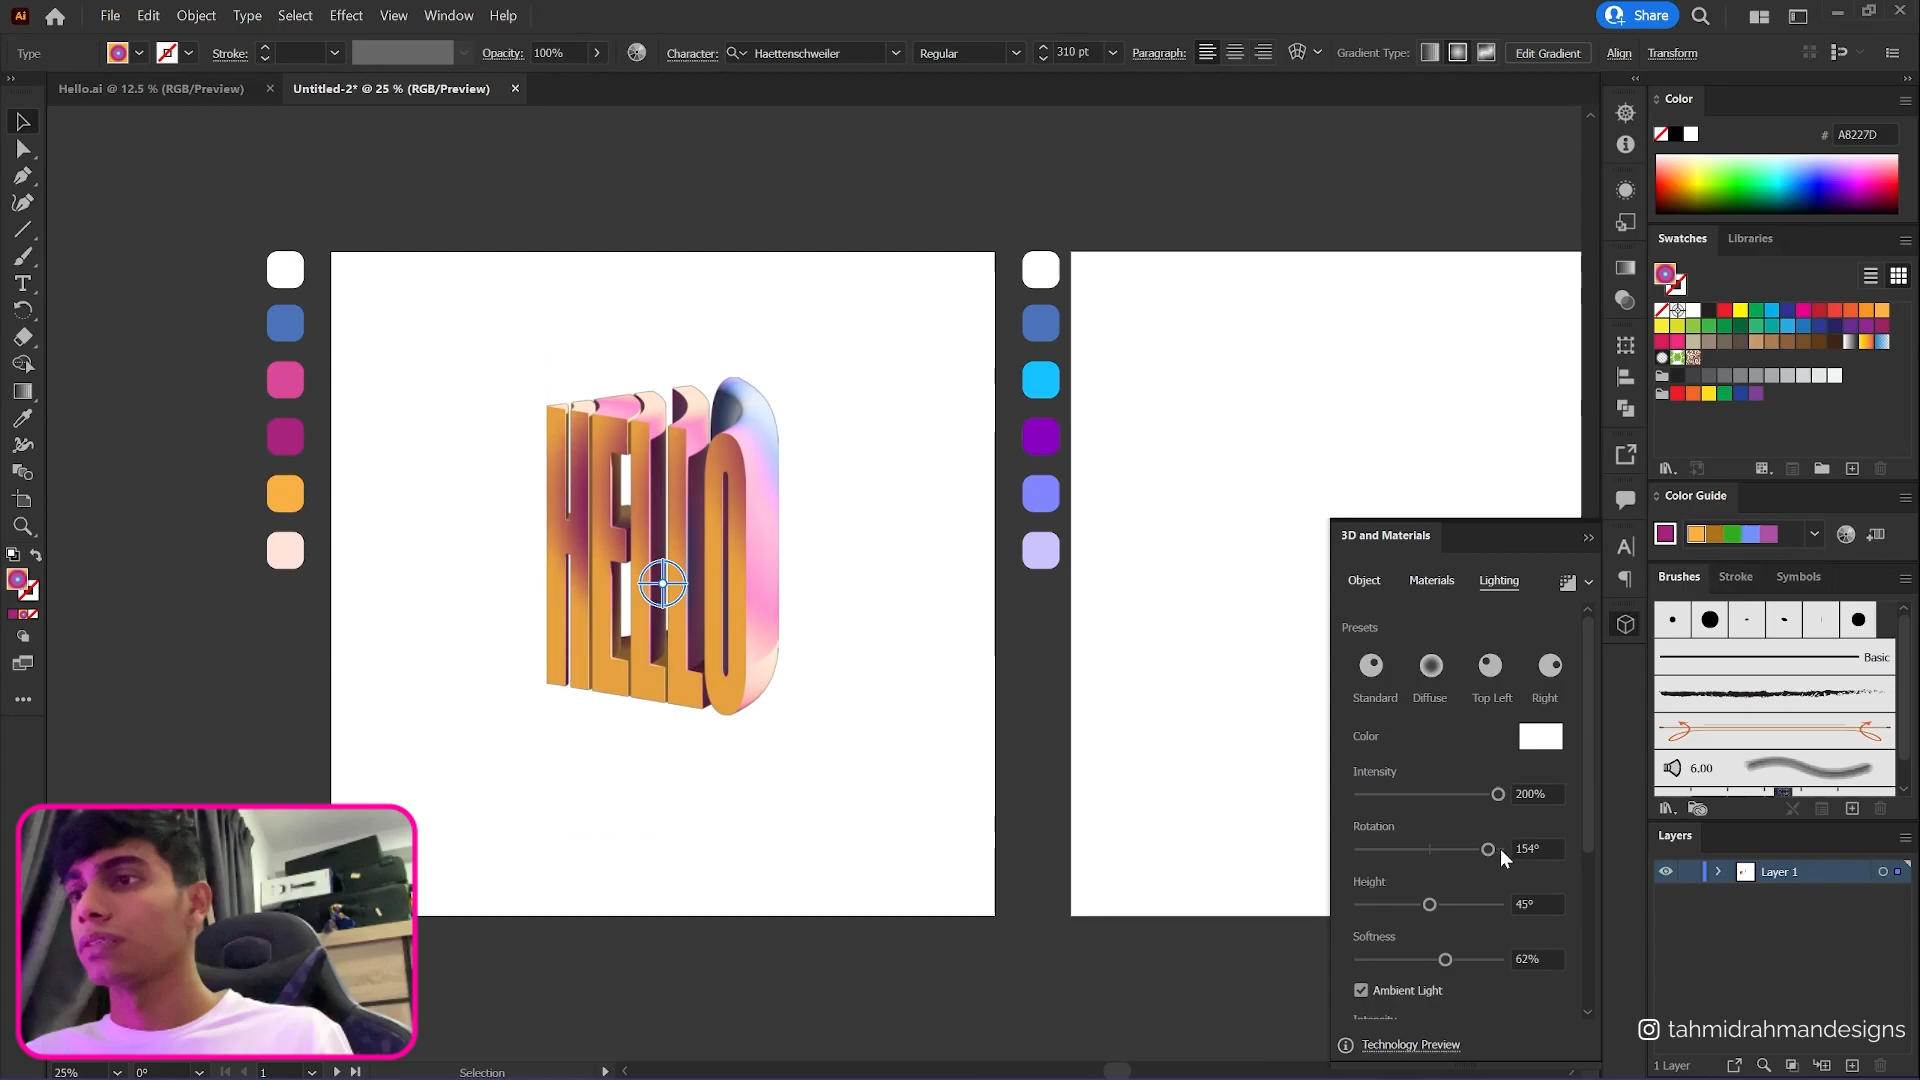 Ai File Edit Object Type Select Effect View Window Help Share
Type Stroke: Opacity: 100% Character: Haettenschweiler Regular 310 pt Paragraph: Gradient Type: Edit Gradient Align Transform
Hello.ai @ 12.5 % (RGB/Preview) × Untitled-2* @ 25 % (RGB/Preview) ×
Color
# A8227D
Swatches Libraries
HELLO
Color Guide
Brushes Stroke Symbols
Basic
6.00
3D and Materials
Object Materials Lighting
Presets
Standard Diffuse Top Left Right
Color
Intensity
200%
Rotation
154°
Height
45°
Softness
62%
Ambient Light
Intensity
Technology Preview
Layers
Layer 1
tahmidrahmandesigns
1 Layer
25% 0° 1 Selection